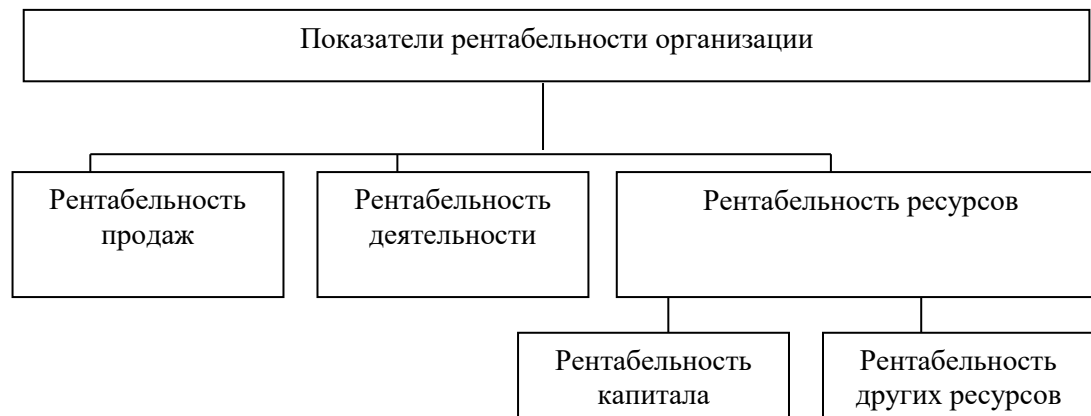 Показатели рентабельности организации
Рентабельность
продаж
Рентабельность
деятельности
Рентабельность ресурсов
Рентабельность
капитала
Рентабельность
других ресурсов